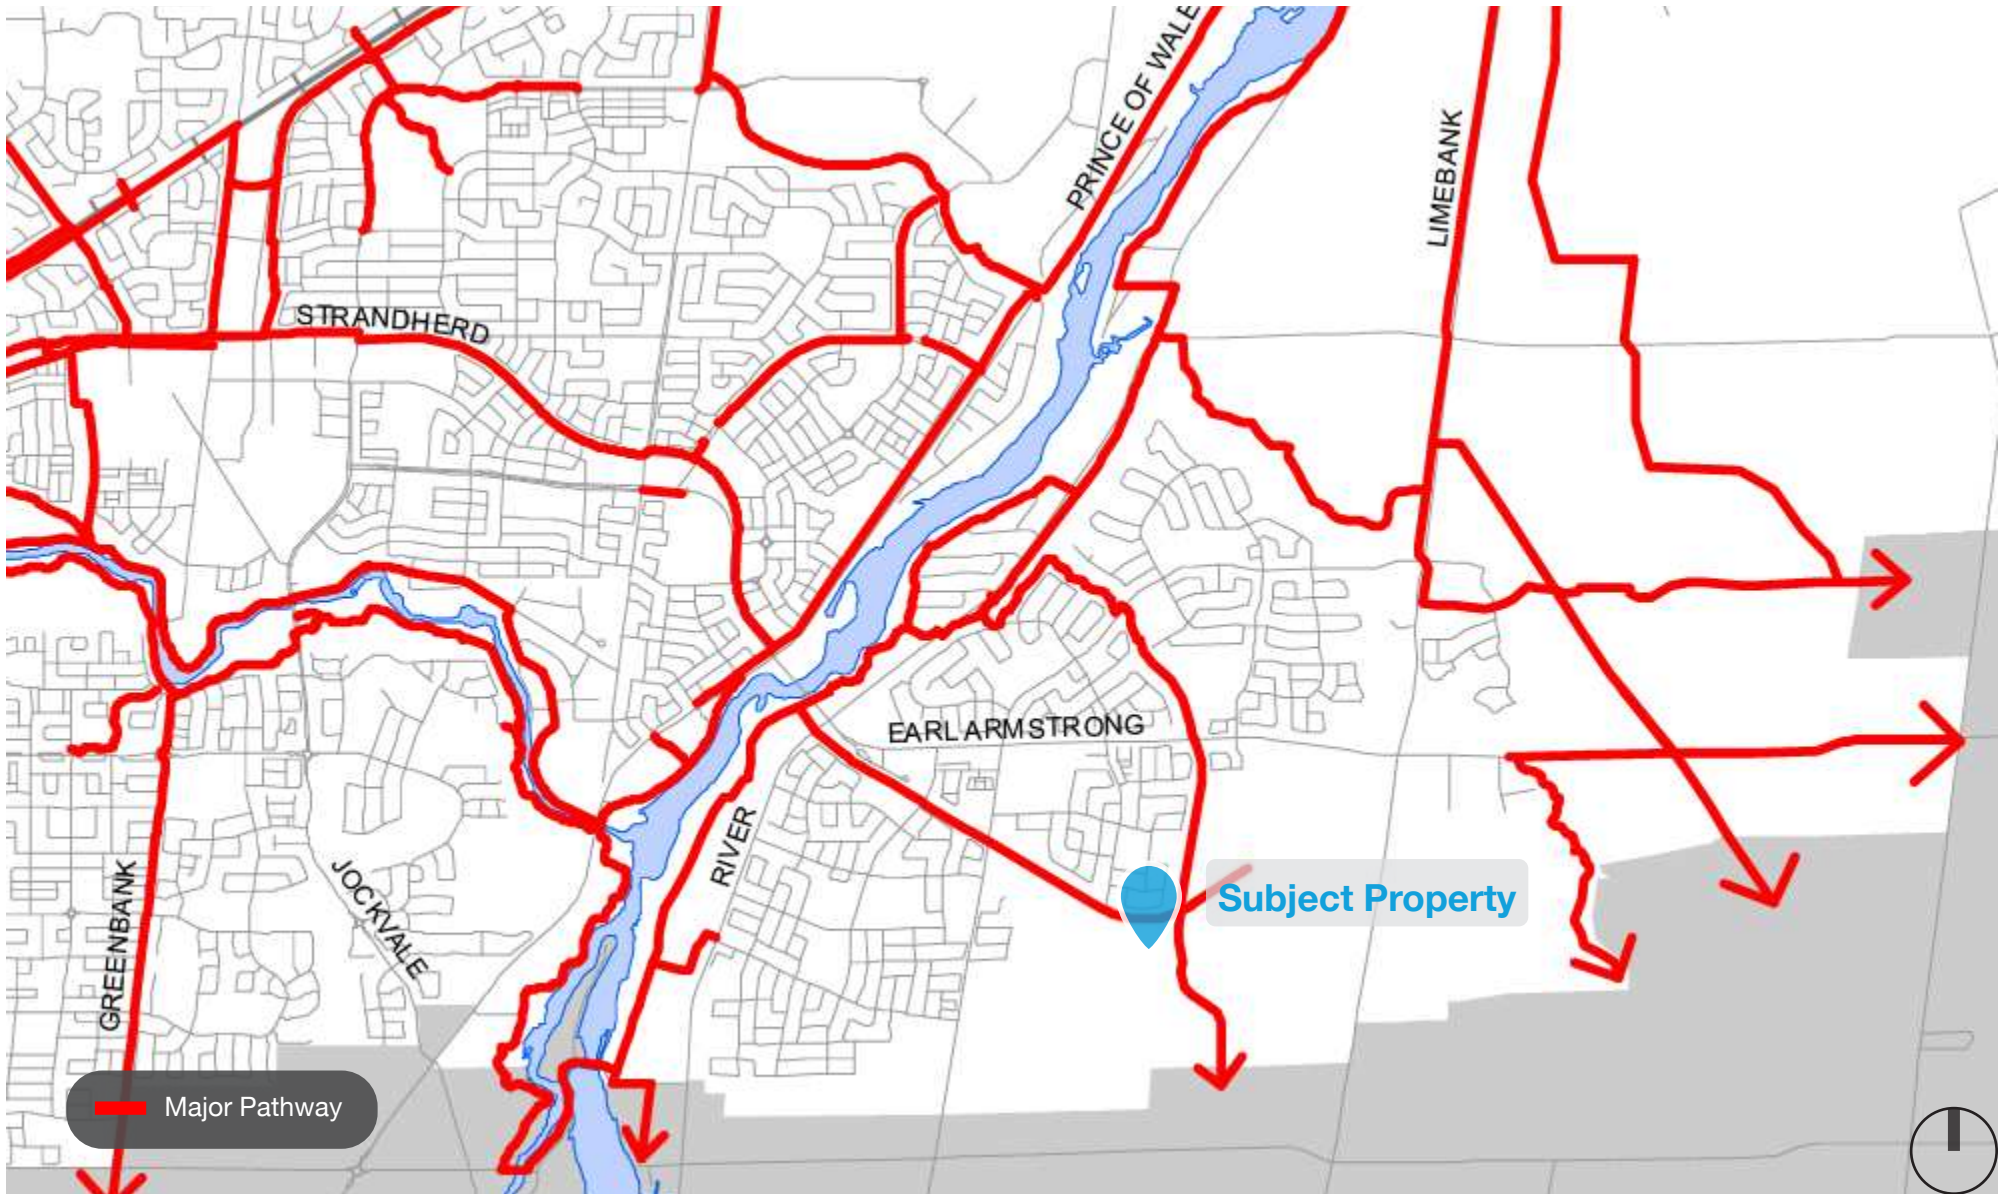 PRINCE OF WALE
LIMEBANK
STRANDHERD
EARL ARMSTRONG
RIVER
JOCKVALE
GREENBANK
Subject Property
Major Pathway